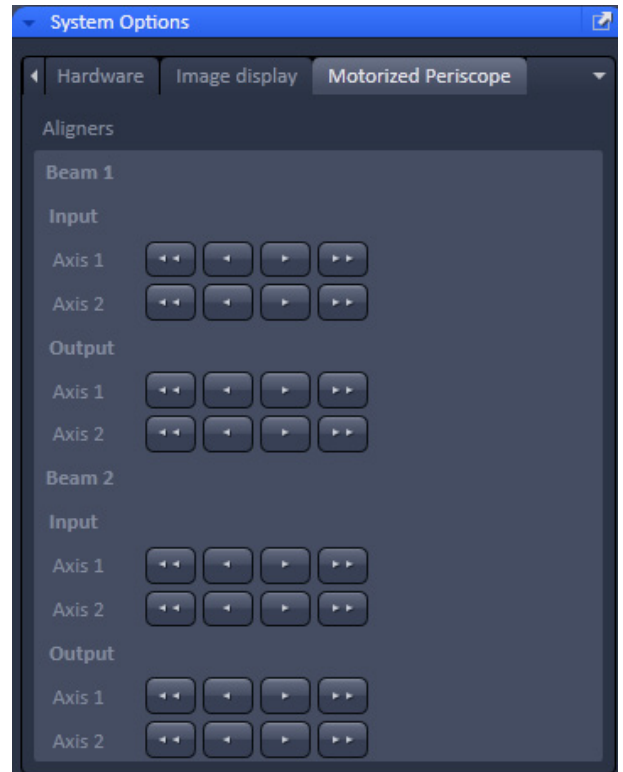 System Options
Hardware Image display Motorized Periscope
Aligners
Beam 1
Input
Axis 1
Axis 2
Output
Axis 1
Axis 2
Beam 2
Input
Axis 1
Axis 2
Output
Axis 1
Axis 2